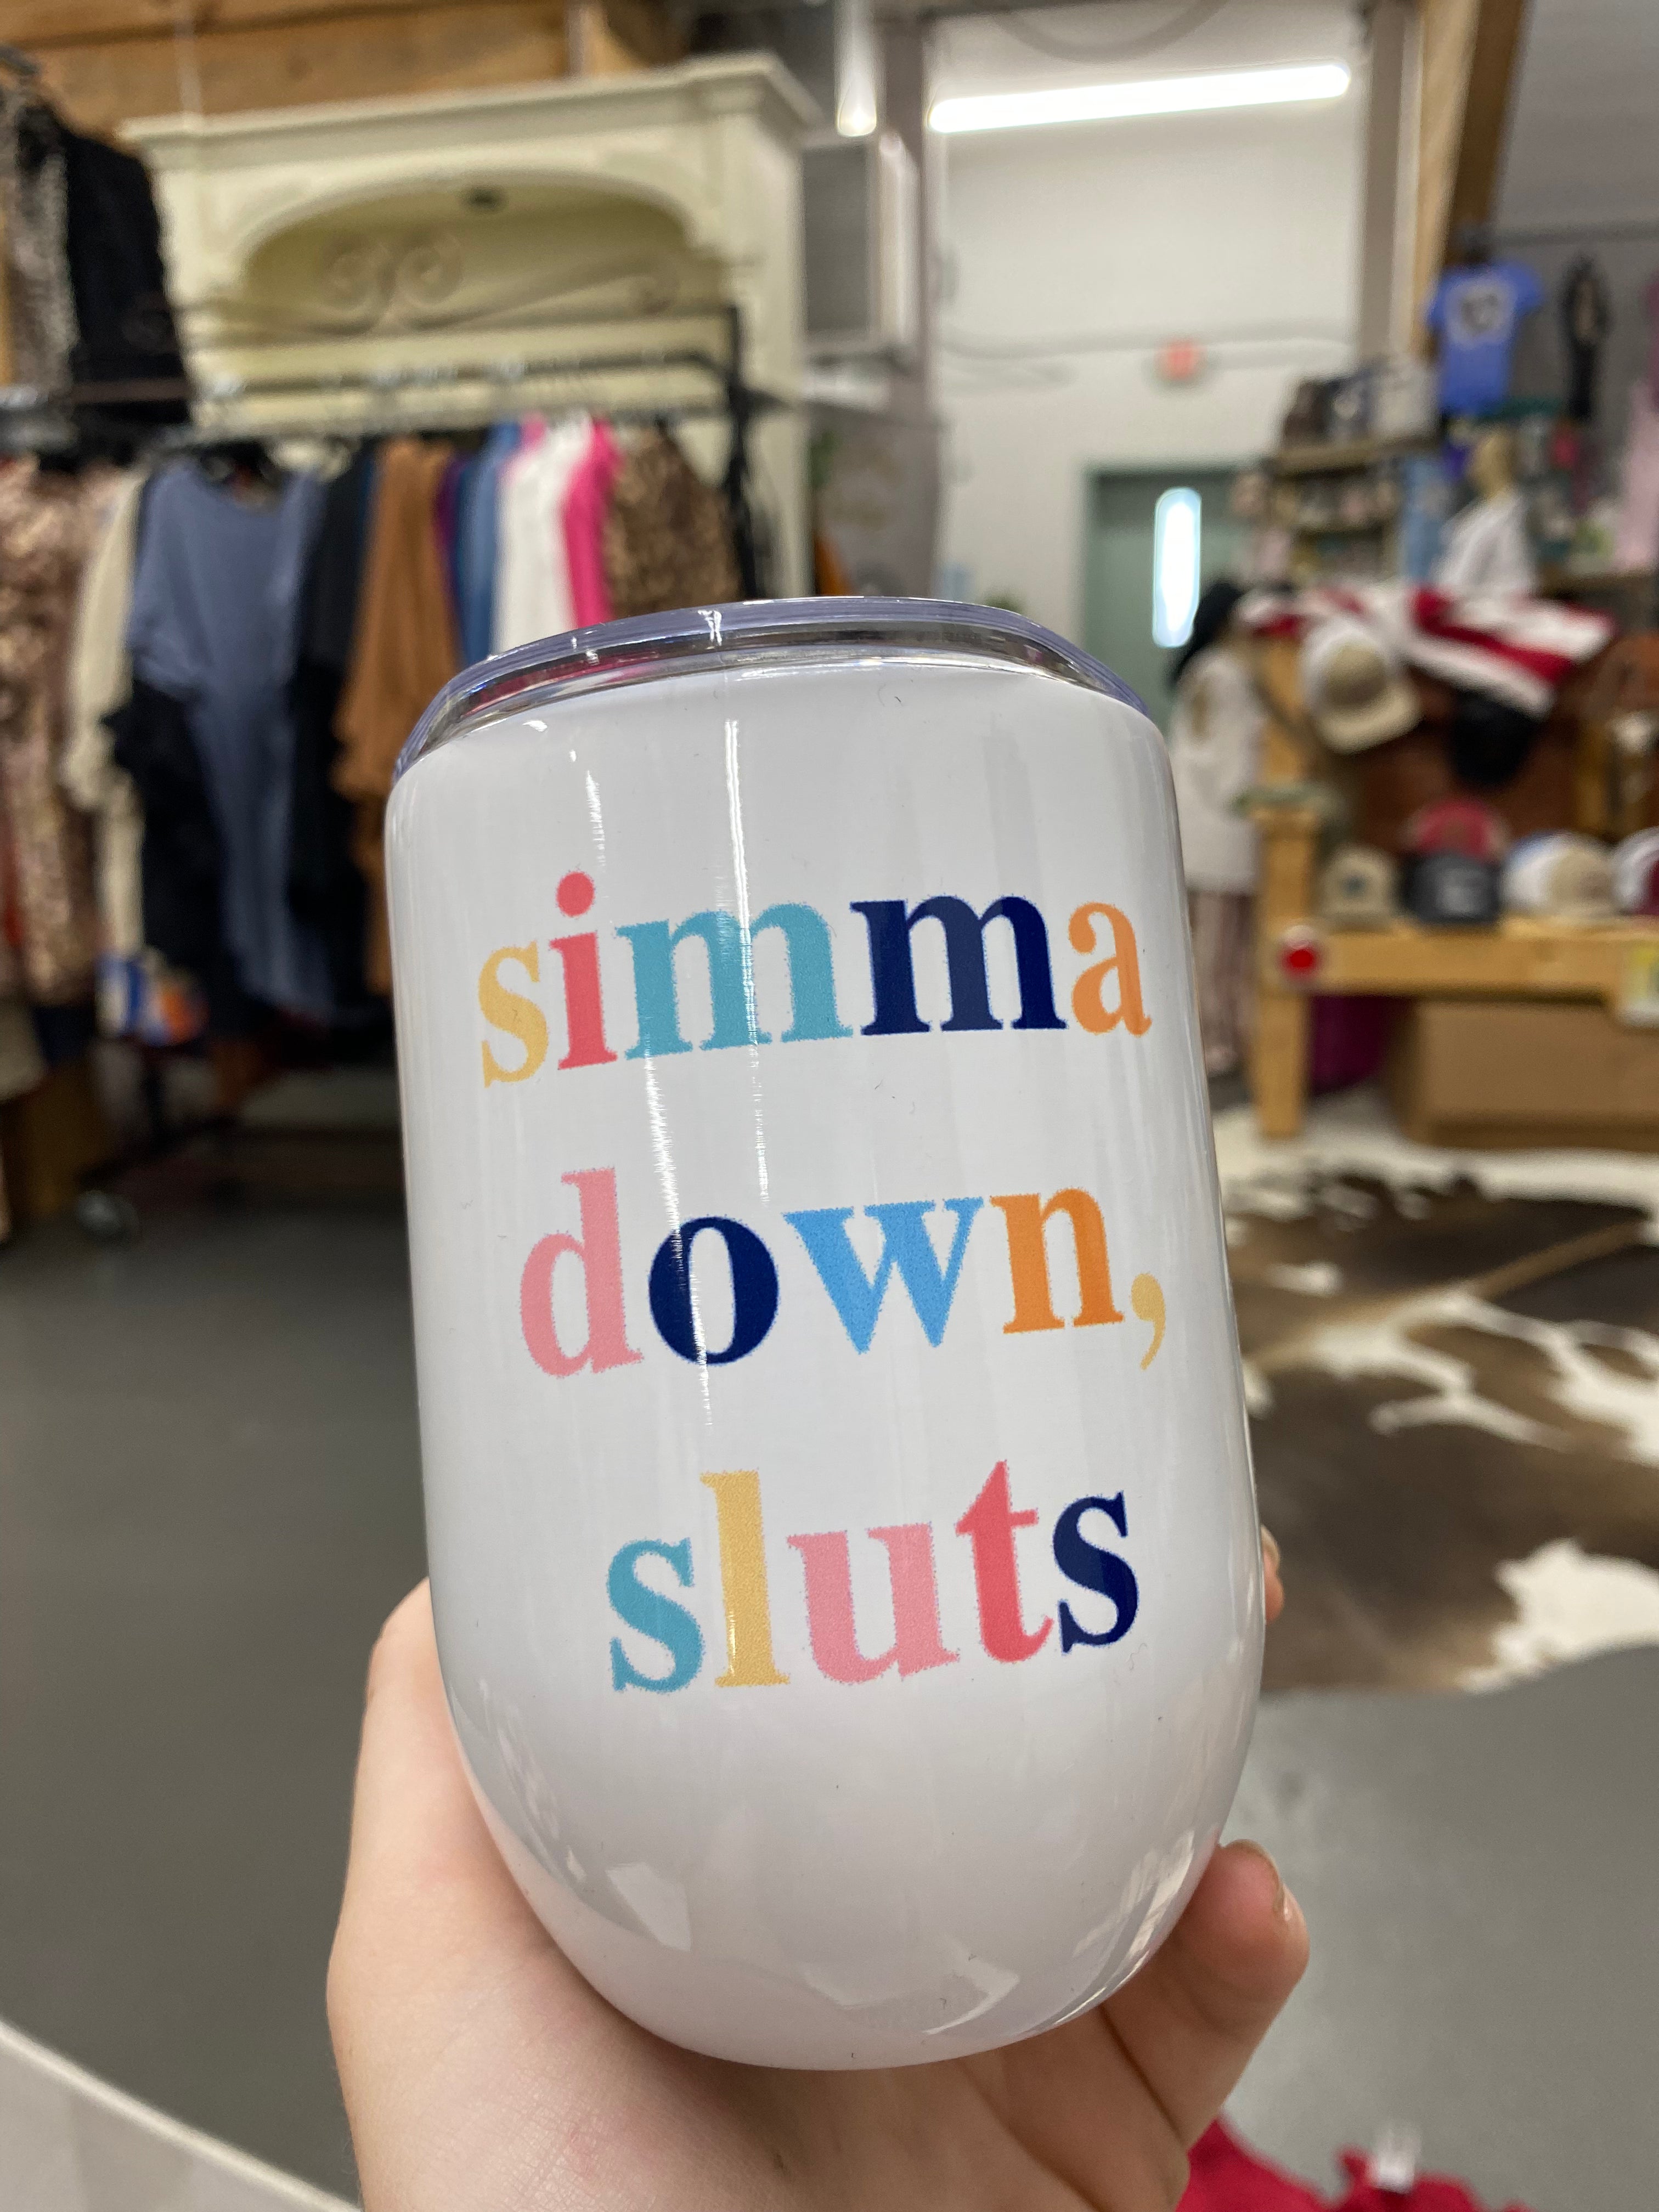 simma
down,
sluts